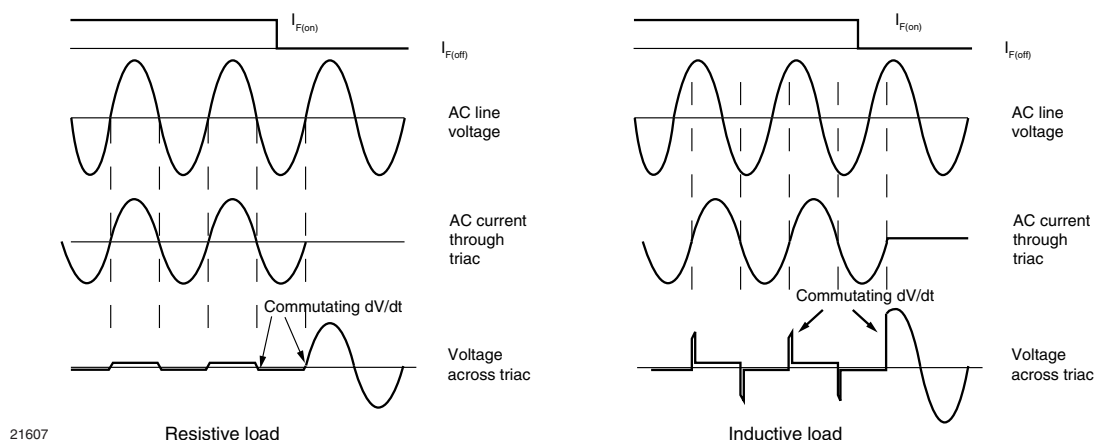 I_F(on)
I_F(off)
AC line
voltage
AC current
through
triac
Commutating dV/dt
Voltage
across triac
21607
Resistive load
I_F(on)
I_F(off)
AC line
voltage
AC current
through
triac
Commutating dV/dt
Voltage
across triac
Inductive load